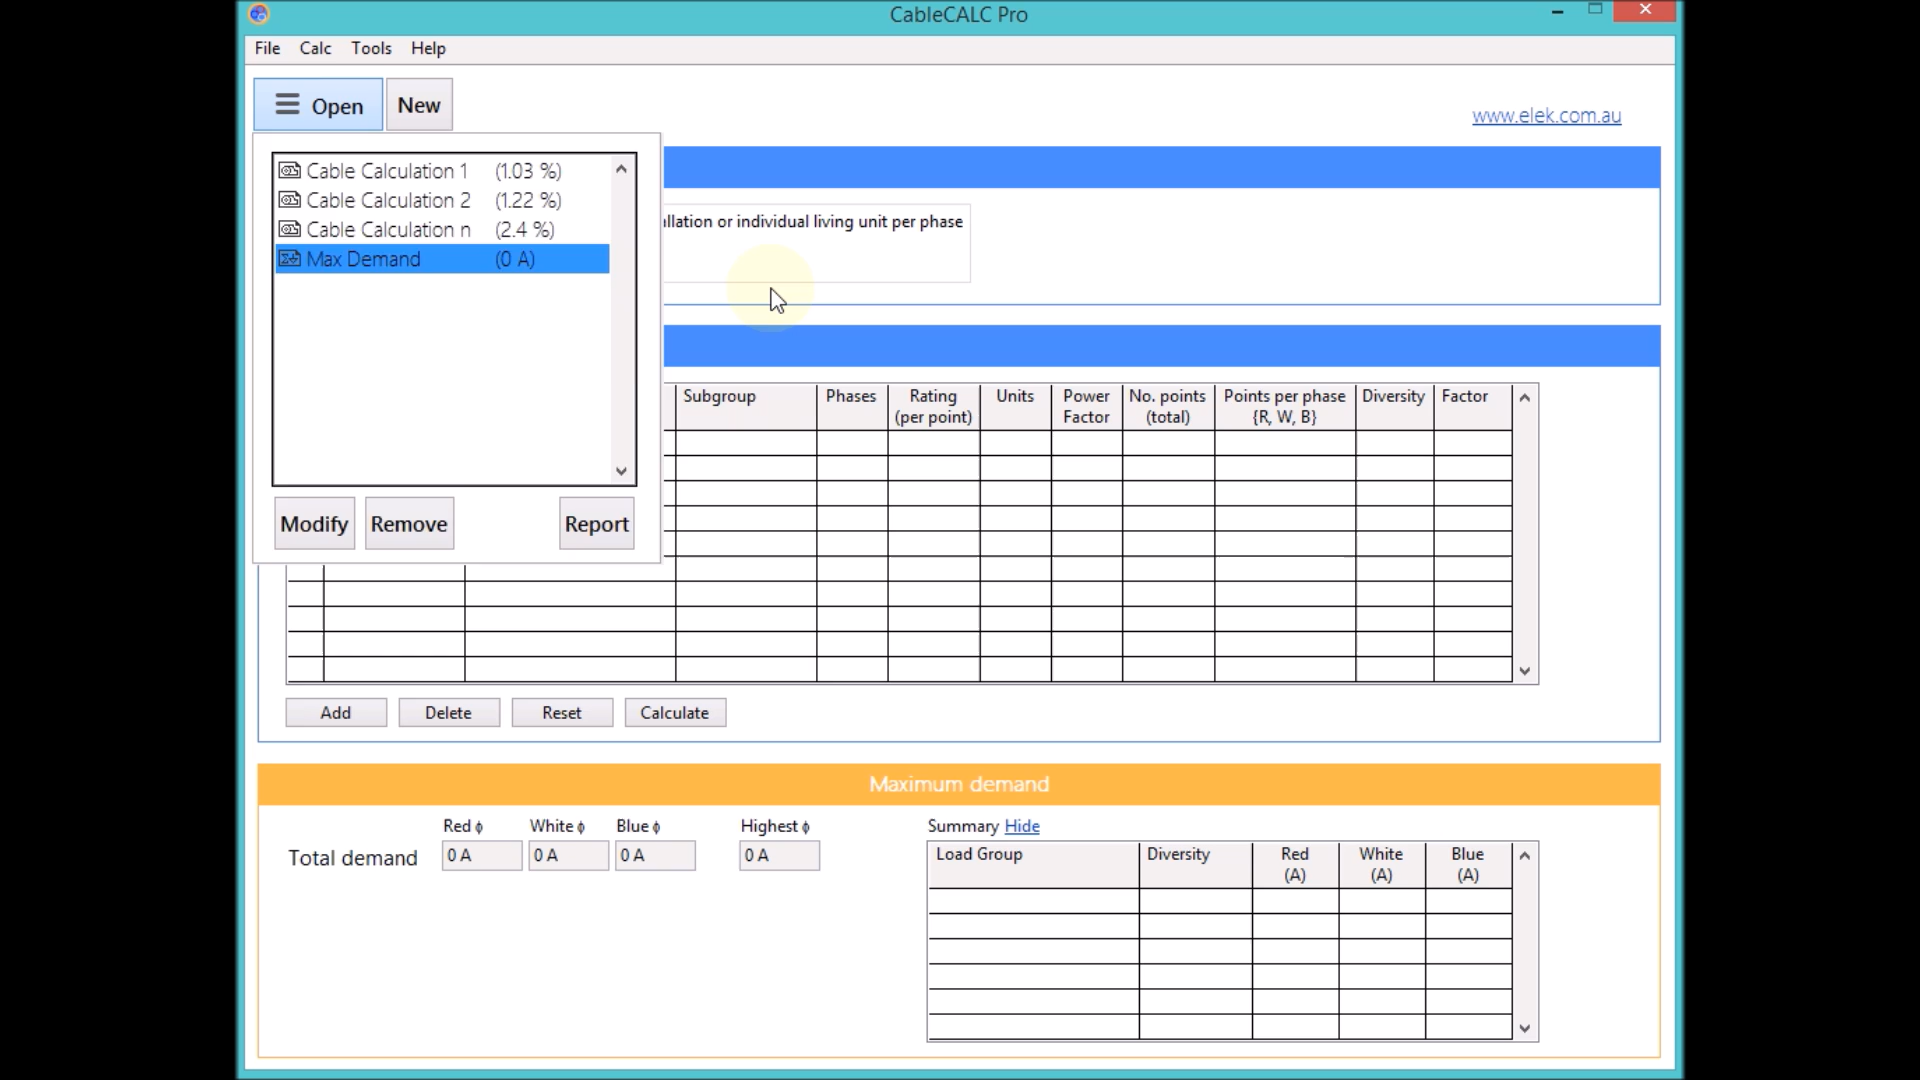 CableCALC Pro
File Calc Tools Help
Open New
www.elek.com.au
Cable Calculation 1 (1.03 %)
Cable Calculation 2 (1.22 %)
Cable Calculation n (2.4 %)
Max Demand (0 A)
Modify Remove Report
llation or individual living unit per phase
Subgroup Phases Rating (per point) Units Power Factor No. points (total) Points per phase {R, W, B} Diversity Factor
Add Delete Reset Calculate
Maximum demand
Red ϕ White ϕ Blue ϕ Highest ϕ
Total demand 0 A 0 A 0 A 0 A
Summary Hide
Load Group Diversity Red (A) White (A) Blue (A)